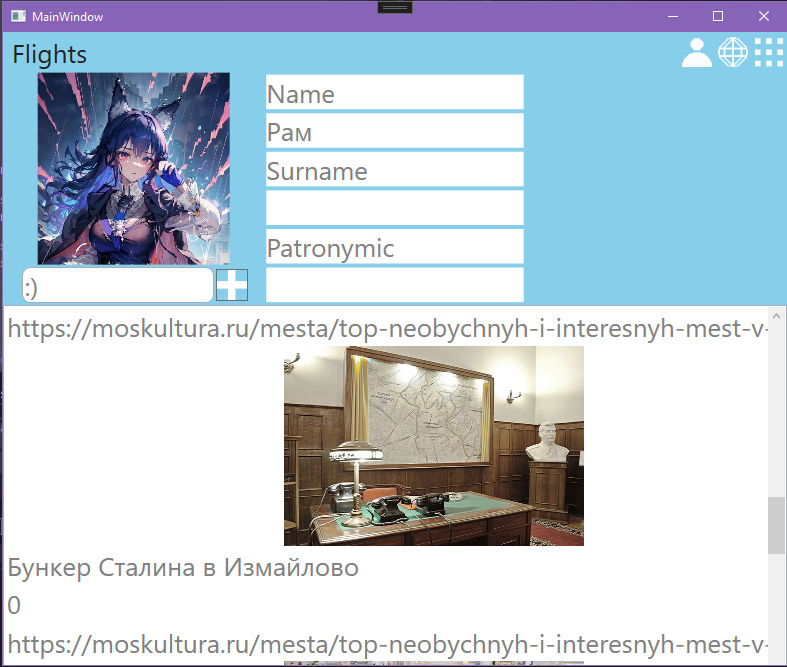 MainWindow
Flights
Name
Рам
Surname
Patronymic
:)
https://moskultura.ru/mesta/top-neobychnyh-i-interesnyh-mest-v-
Бункер Сталина в Измайлово
0
https://moskultura.ru/mesta/top-neobychnyh-i-interesnyh-mest-v-